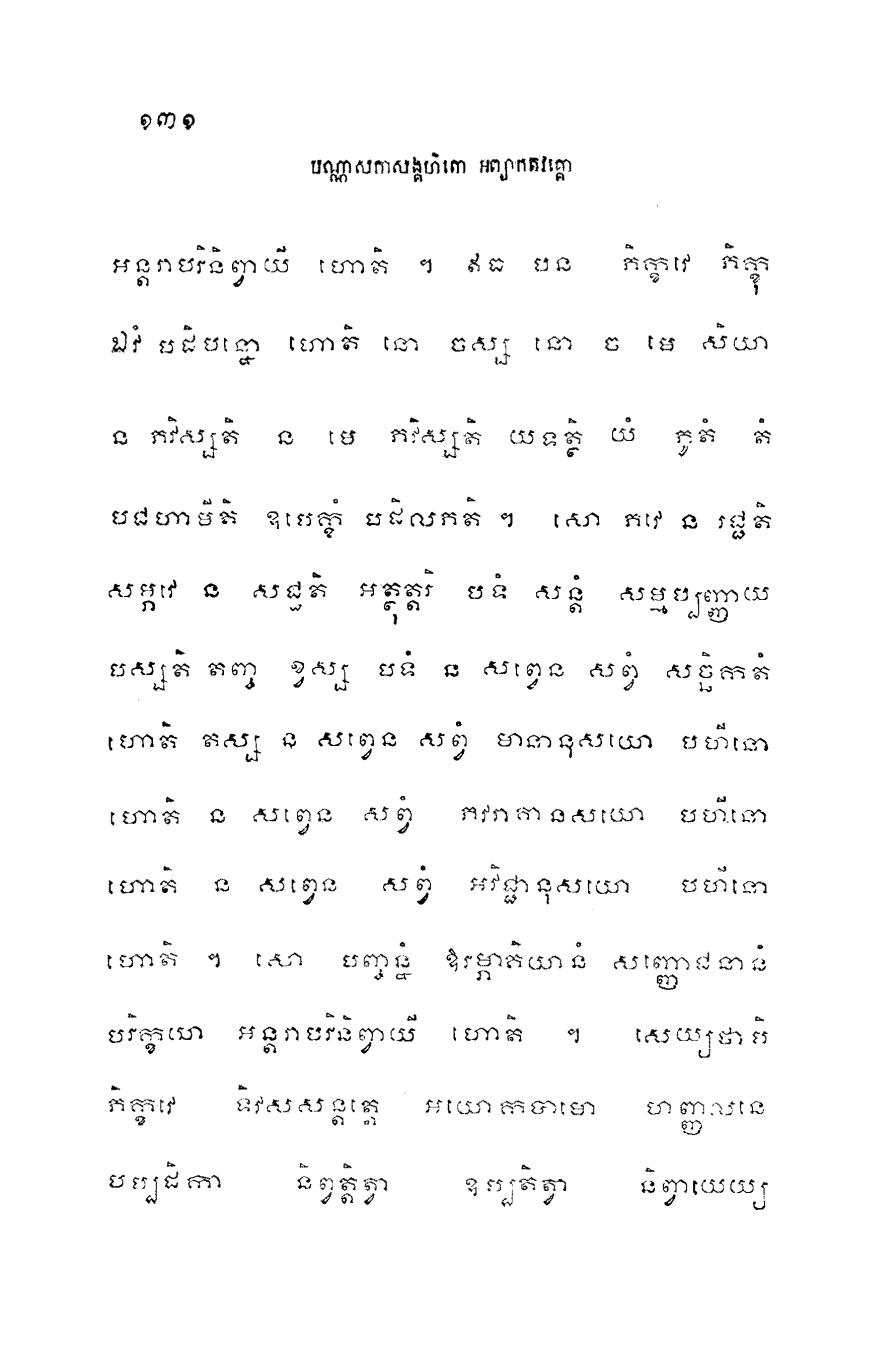 ១៣១
បណ្ណាសកាសង្គហិតោ អព្យាកតវគ្គោ
អន្តរាបរិនិព្វាយី ហោតិ ។ ឥធ បន ភិក្ខវេ ភិក្ខុ
ឯវំ បដិបន្នោ ហោតិ នោ ចស្ស នោ ច មេ សិយា
ន ភវិស្សតិ ន មេ ភវិស្សតិ យទត្ថិ យំ ភូតំ តំ
បជហាមីតិ ឧបេក្ខំ បដិលភតិ ។ សោ ភវេ ន រជ្ជតិ
សម្ភវេ ន សជ្ជតិ អត្ថុត្តរិ បទំ សន្តំ សម្មប្បញ្ញាយ
បស្សតិ តញ្ច ខ្វស្ស បទំ ន សព្វេន សព្វំ សច្ឆិកតំ
ហោតិ តស្ស ន សព្វេន សព្វំ មានានុសយោ បហីនោ
ហោតិ ន សព្វេន សព្វំ ភវរាគានសយោ បហីនោ
ហោតិ ន សព្វេន សព្វំ អវិជ្ជានុសយោ បហីនោ
ហោតិ ។ សោ បញ្ចន្នំ ឱរម្ភាគិយានំ សញ្ញោជនានំ
បរិក្ខយោ អន្តរាបរិនិព្វាយី ហោតិ ។ សេយ្យថាបិ
ភិក្ខវេ ទិវសសន្តត្តេ អយោកបាលេ ហញ្ញមានេ
បប្បដិកា និព្វត្តិត្វា ឧប្បតិត្វា និព្វាយេយ្យ